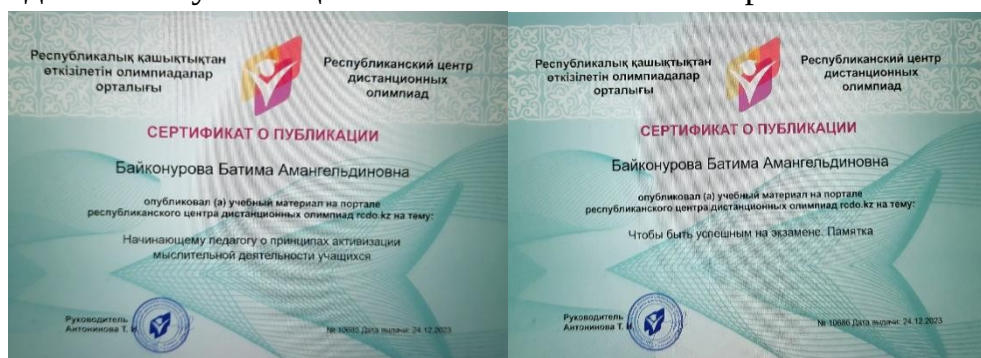 Республикалық қашықтықтан
өткізілетін олимпиадалар
орталығы
Республиканский центр
дистанционных
олимпиад
СЕРТИФИКАТ О ПУБЛИКАЦИИ
Байконурова Батима Амангельдиновна
опубликовал (а) учебный материал на портале
республиканского центра дистанционных олимпиад rcdo.kz на тему:
Начинающему педагогу о принципах активизации
мыслительной деятельности учащихся
Руководитель
Антонинова Т. И.
№ 10685 Дата выдачи: 24.12.2023
Республикалық қашықтықтан
өткізілетін олимпиадалар
орталығы
Республиканский центр
дистанционных
олимпиад
СЕРТИФИКАТ О ПУБЛИКАЦИИ
Байконурова Батима Амангельдиновна
опубликовал (а) учебный материал на портале
республиканского центра дистанционных олимпиад rcdo.kz на тему:
Чтобы быть успешным на экзамене. Памятка
Руководитель
Антонинова Т. И.
№ 10686 Дата выдачи: 24.12.2023